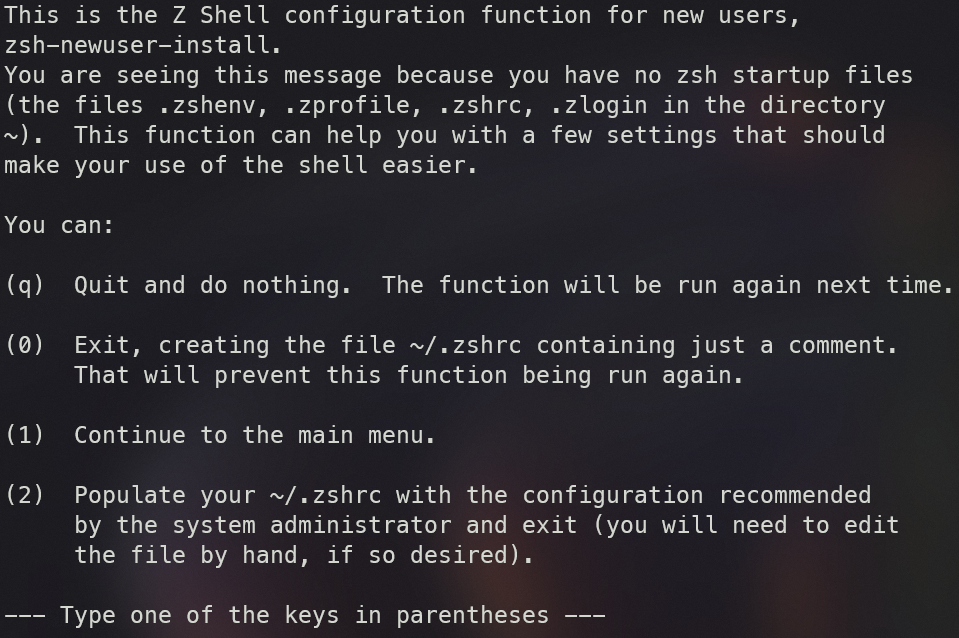 This is the Z Shell configuration function for new users,
zsh-newuser-install.
You are seeing this message because you have no zsh startup files
(the files .zshenv, .zprofile, .zshrc, .zlogin in the directory
~).  This function can help you with a few settings that should
make your use of the shell easier.

You can:

(q)  Quit and do nothing.  The function will be run again next time.

(0)  Exit, creating the file ~/.zshrc containing just a comment.
     That will prevent this function being run again.

(1)  Continue to the main menu.

(2)  Populate your ~/.zshrc with the configuration recommended
     by the system administrator and exit (you will need to edit
     the file by hand, if so desired).

--- Type one of the keys in parentheses ---